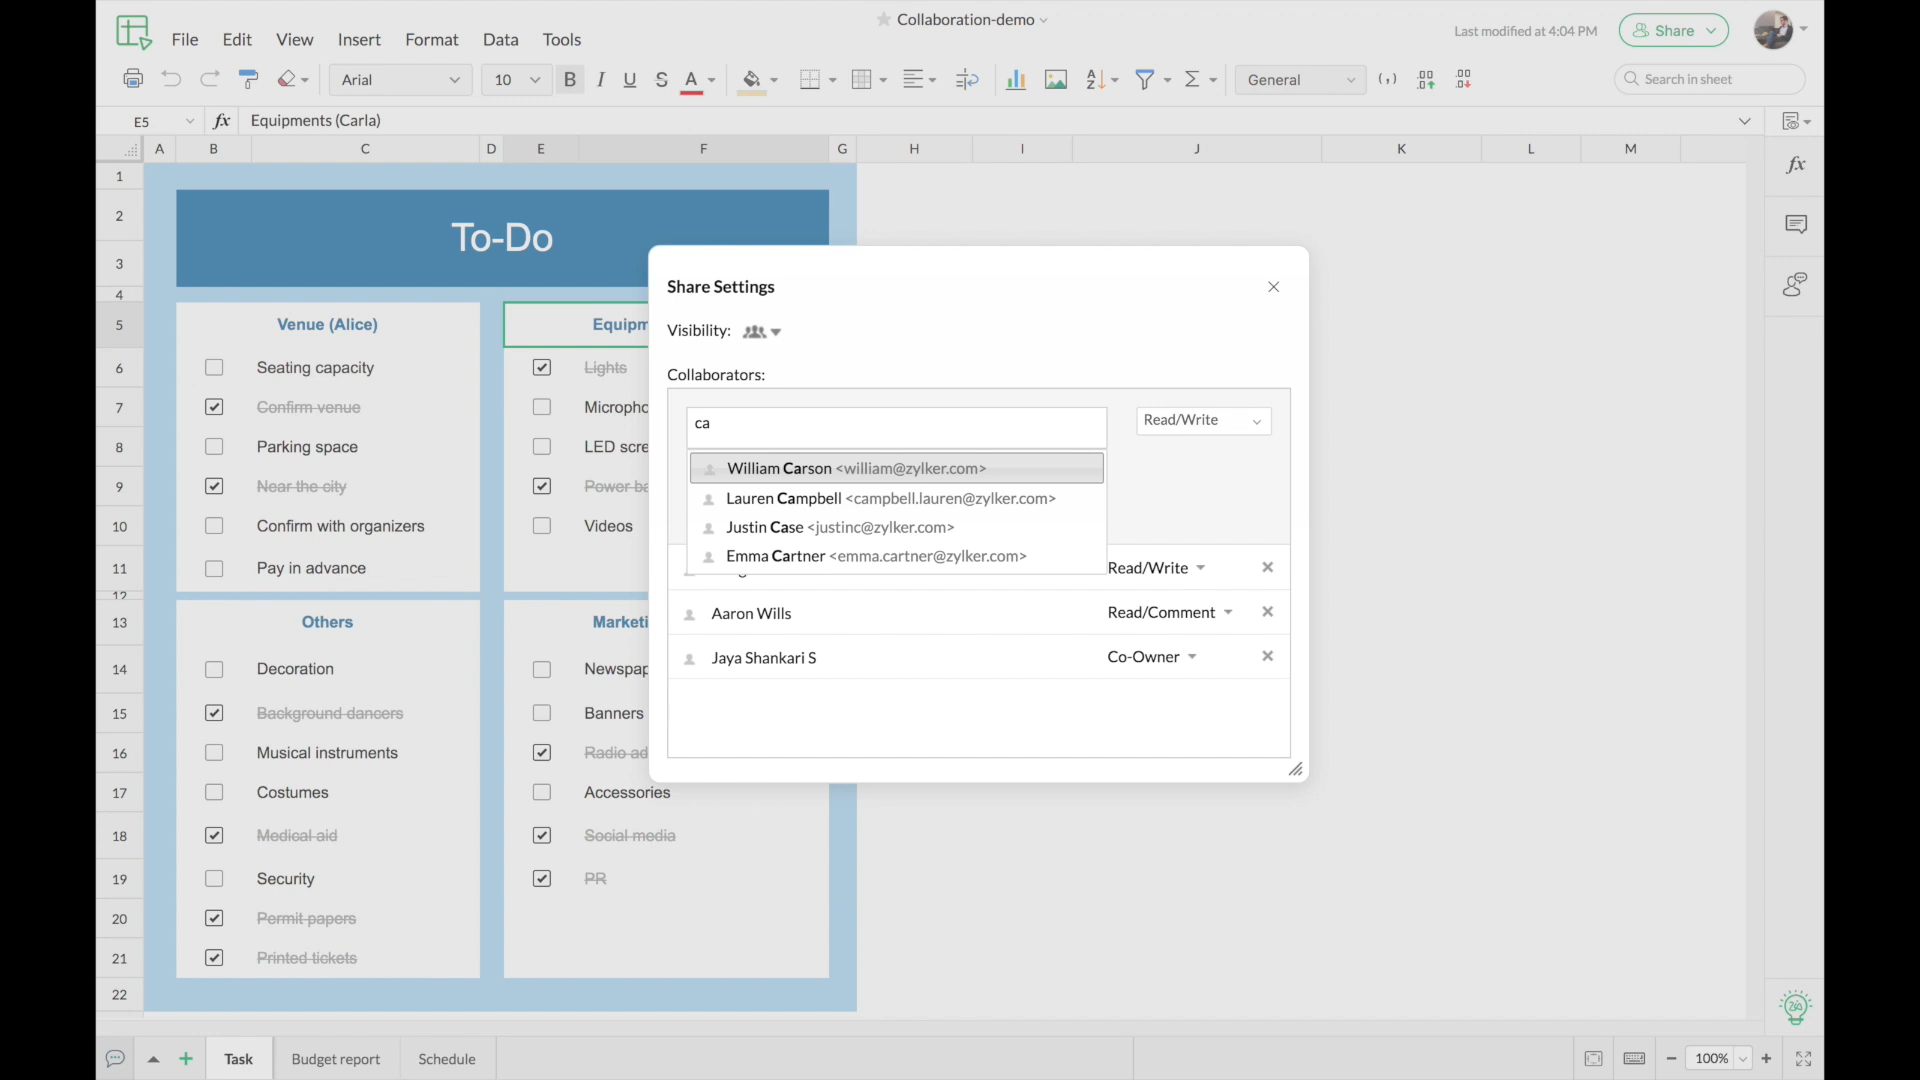 Collaboration-demo
Last modified at 4:04 PM
Share
File Edit View Insert Format Data Tools
Arial 10 B I U S A General Search in sheet
E5 fx Equipments (Carla)
A B C D E F G H I J K L M
1
2
3
4
5
6
7
8
9
10
11
12
13
14
15
16
17
18
19
20
21
22
To-Do
Venue (Alice)
Seating capacity
Confirm venue
Parking space
Near the city
Confirm with organizers
Pay in advance
Equipm
Lights
Micropho
LED scre
Power ba
Videos
Others
Decoration
Background dancers
Musical instruments
Costumes
Medical aid
Security
Permit papers
Printed tickets
Marketi
Newspap
Banners
Radio ad
Accessories
Social media
PR
Share Settings
Visibility:
Collaborators:
ca
Read/Write
William Carson <william@zylker.com>
Lauren Campbell <campbell.lauren@zylker.com>
Justin Case <justinc@zylker.com>
Emma Cartner <emma.cartner@zylker.com>
Read/Write
Aaron Wills Read/Comment
Jaya Shankari S Co-Owner
fx
Task Budget report Schedule
100%